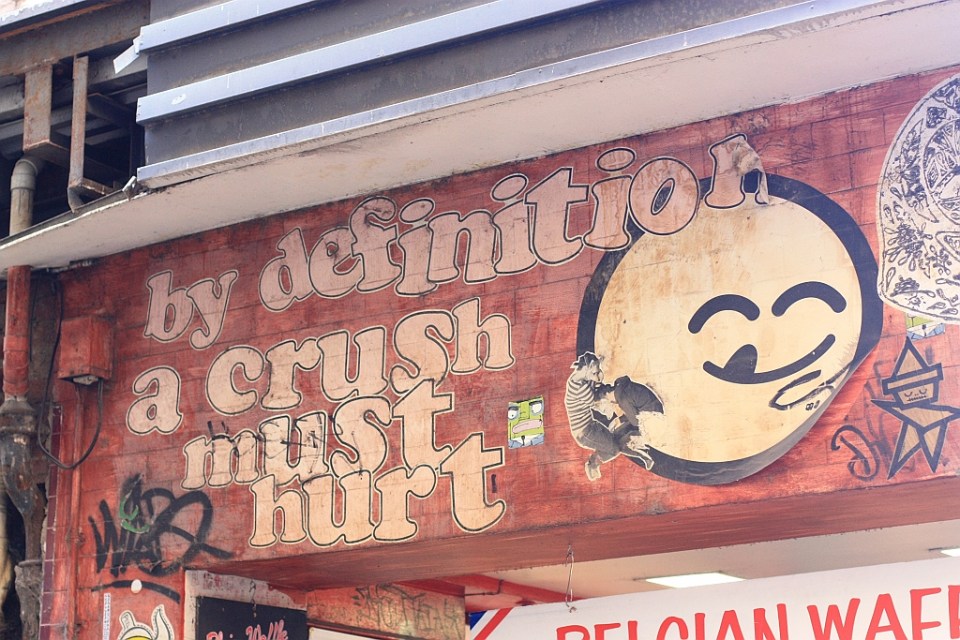 by definition
a crush
must
hurt
BELGIAN WAFF